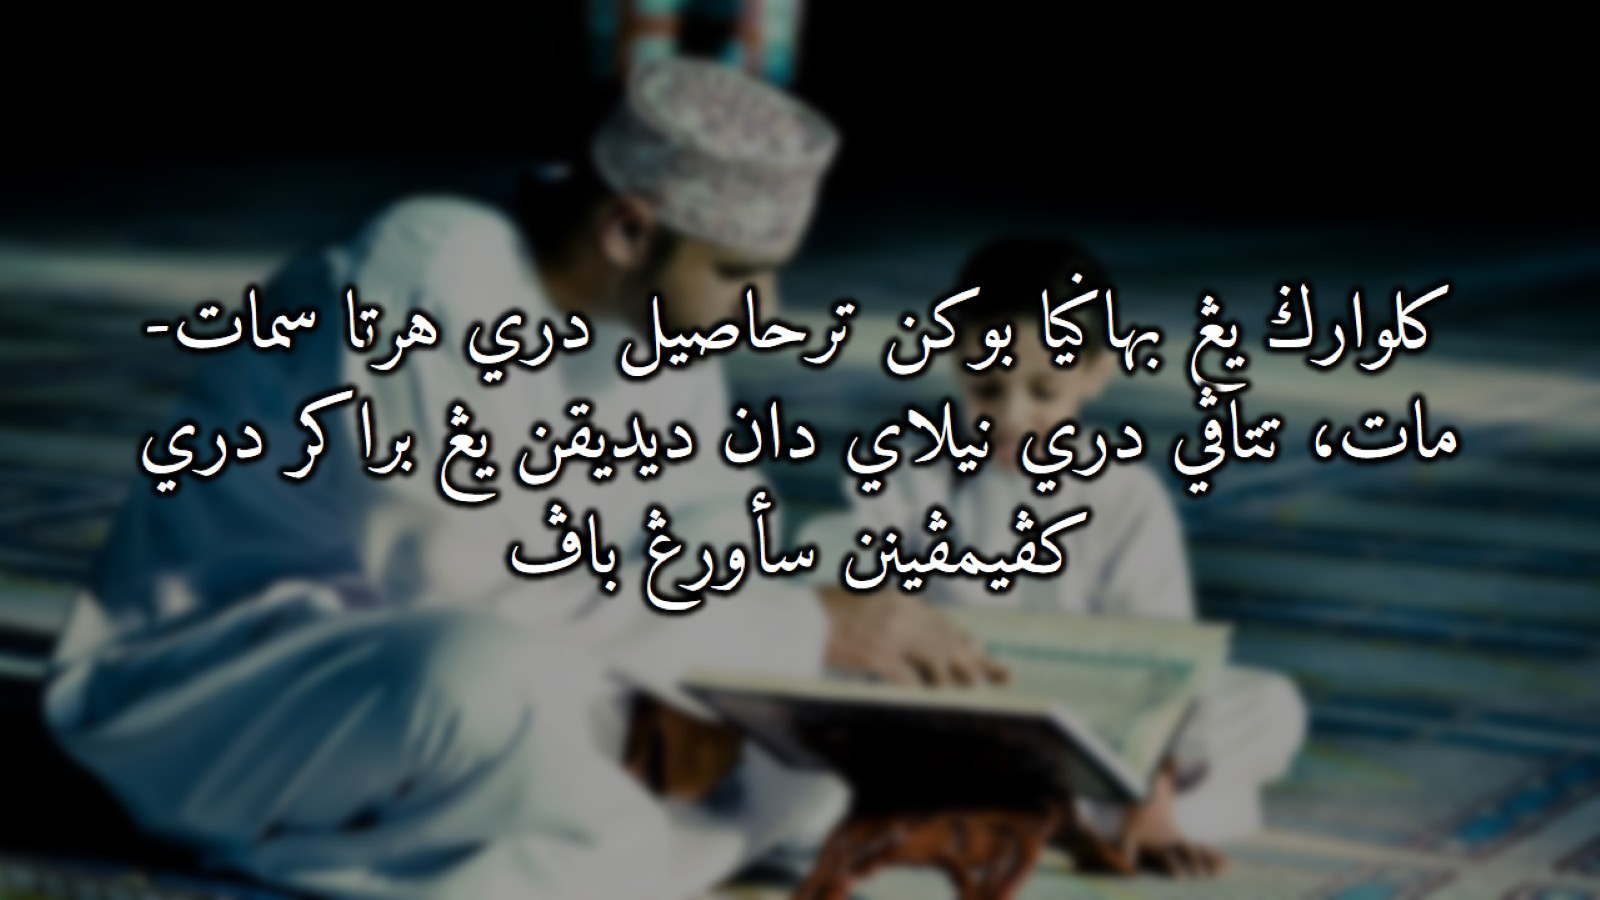 کلوارݢ يڠ بهاݢيا بوکن ترحاصيل دري هرتا سمات-
مات، تتاڤي دري نيلاي دان ديديقن يڠ براکر دري
کڤيمڤينن سأورڠ باڤ